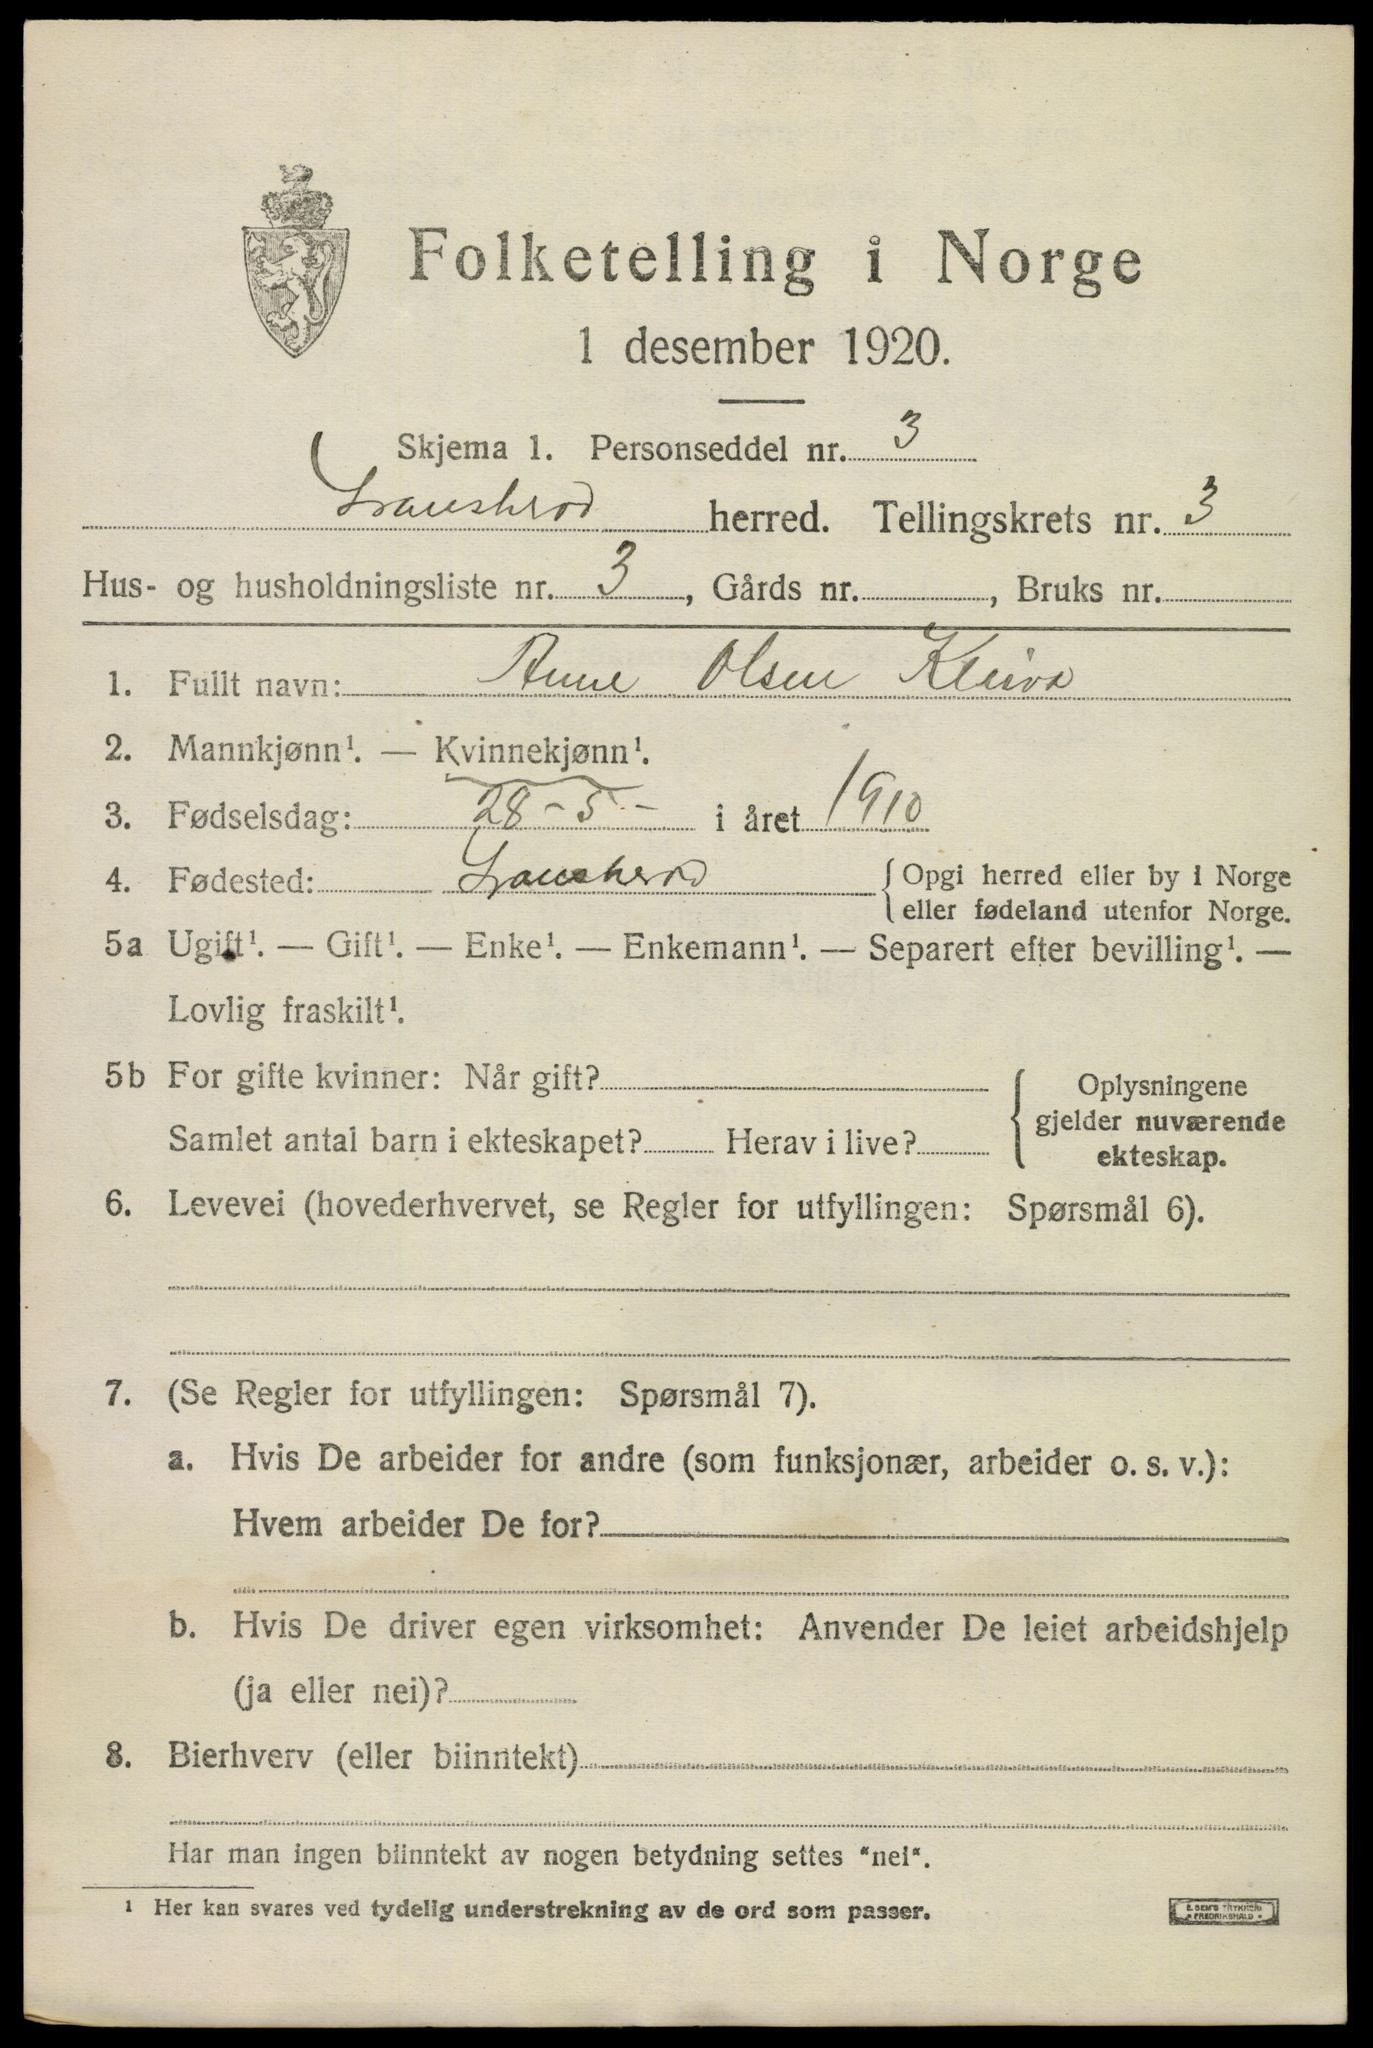 Folketelling i Norge
1 desember 1920.
Skjema 1. Personseddel nr. 3
Gransherad herred. Tellingskrets nr. 3
Hus- og husholdningsliste nr. 3, Gårds nr. , Bruks nr.
1. Fullt navn: Anne Olsen Kleiva
2. Mannkjønn¹. — Kvinnekjønn¹.
3. Fødselsdag: 28-5- i året 1910
4. Fødested: Gransherad { Opgi herred eller by i Norge
eller fødeland utenfor Norge.
5a Ugift¹. — Gift¹. — Enke¹. — Enkemann¹. — Separert efter bevilling¹. —
Lovlig fraskilt¹.
5b For gifte kvinner: Når gift? { Oplysningene
gjelder nuværende
Samlet antal barn i ekteskapet? Herav i live?
ekteskap.
6. Levevei (hovederhvervet, se Regler for utfyllingen: Spørsmål 6).
7. (Se Regler for utfyllingen: Spørsmål 7).
a. Hvis De arbeider for andre (som funksjonær, arbeider o. s. v.):
Hvem arbeider De for?
b. Hvis De driver egen virksomhet: Anvender De leiet arbeidshjelp
(ja eller nei)?
8. Bierhverv (eller biinntekt)
Har man ingen biinntekt av nogen betydning settes "nei".
¹ Her kan svares ved tydelig understrekning av de ord som passer.
E. SEM'S TRYKKERI
• FREDRIKSHALD •